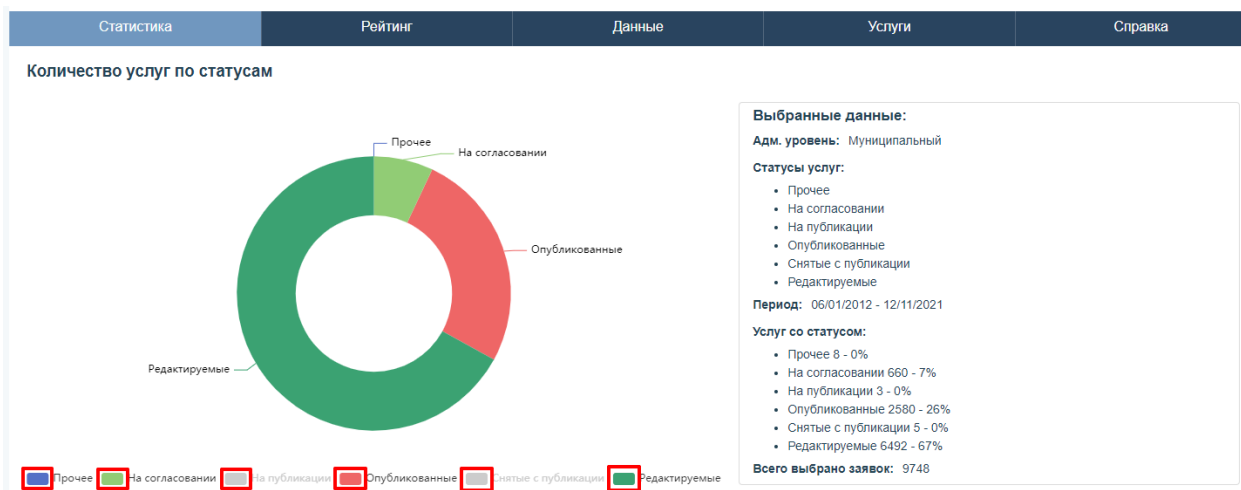 Статистика Рейтинг Данные Услуги Справка
Количество услуг по статусам
Прочее
На согласовании
Опубликованные
Редактируемые
Прочее На согласовании На публикации Опубликованные Снятые с публикации Редактируемые
Выбранные данные:
Адм. уровень: Муниципальный
Статусы услуг:
• Прочее
• На согласовании
• На публикации
• Опубликованные
• Снятые с публикации
• Редактируемые
Период: 06/01/2012 - 12/11/2021
Услуг со статусом:
• Прочее 8 - 0%
• На согласовании 660 - 7%
• На публикации 3 - 0%
• Опубликованные 2580 - 26%
• Снятые с публикации 5 - 0%
• Редактируемые 6492 - 67%
Всего выбрано заявок: 9748